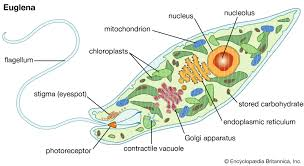 Euglena
nucleus
nucleolus
mitochondrion
chloroplasts
flagellum
stigma (eyespot)
stored carbohydrate
endoplasmic reticulum
Golgi apparatus
contractile vacuole
photoreceptor
© Encyclopædia Britannica, Inc.